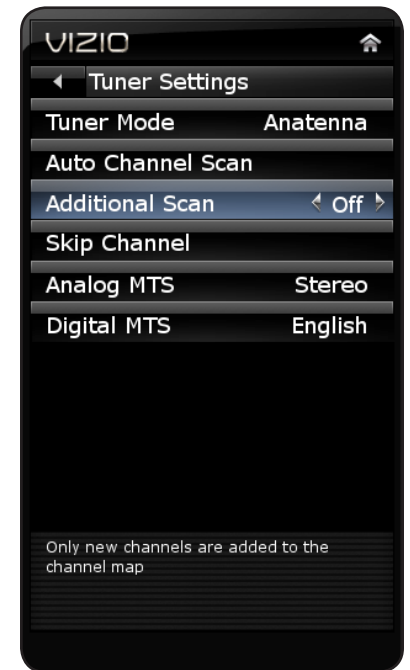 VIZIO
Tuner Settings
Tuner Mode Anatenna
Auto Channel Scan
Additional Scan Off
Skip Channel
Analog MTS Stereo
Digital MTS English
Only new channels are added to the
channel map